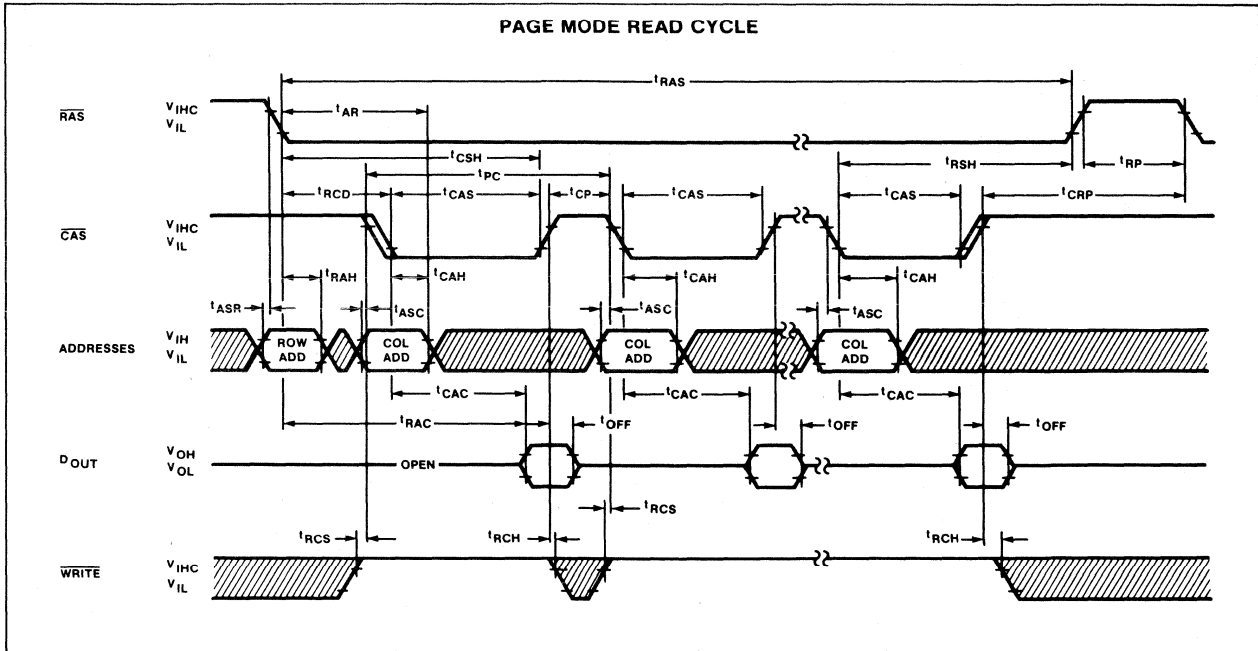 PAGE MODE READ CYCLE
tRAS
RAS VIHC
VIL
tAR
tCSH
tRSH
tRP
tPC
tRCD tCAS tCP tCAS tCAS tCRP
CAS VIHC
VIL
tRAH tCAH tCAH tCAH
tASR tASC tASC tASC
ADDRESSES VIH
VIL
ROW ADD
COL ADD
COL ADD
COL ADD
tCAC tCAC tCAC
tRAC tOFF tOFF tOFF
DOUT VOH
VOL
OPEN
tRCS
tRCS tRCH tRCH
WRITE VIHC
VIL